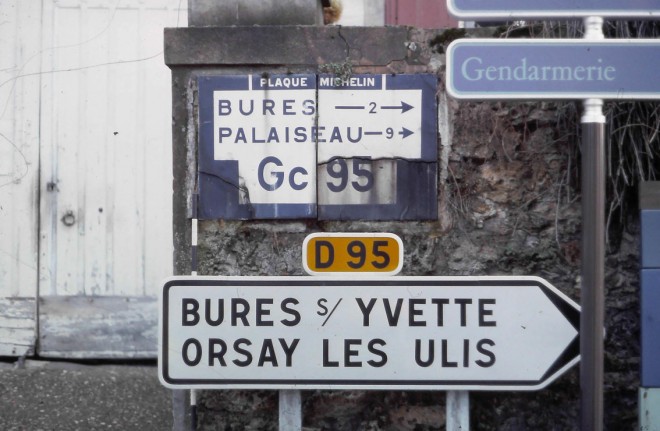 Gendarmerie
PLAQUE MICHELIN
BURES 2
PALAISEAU 9
Gc 95
D 95
BURES S/ YVETTE
ORSAY LES ULIS